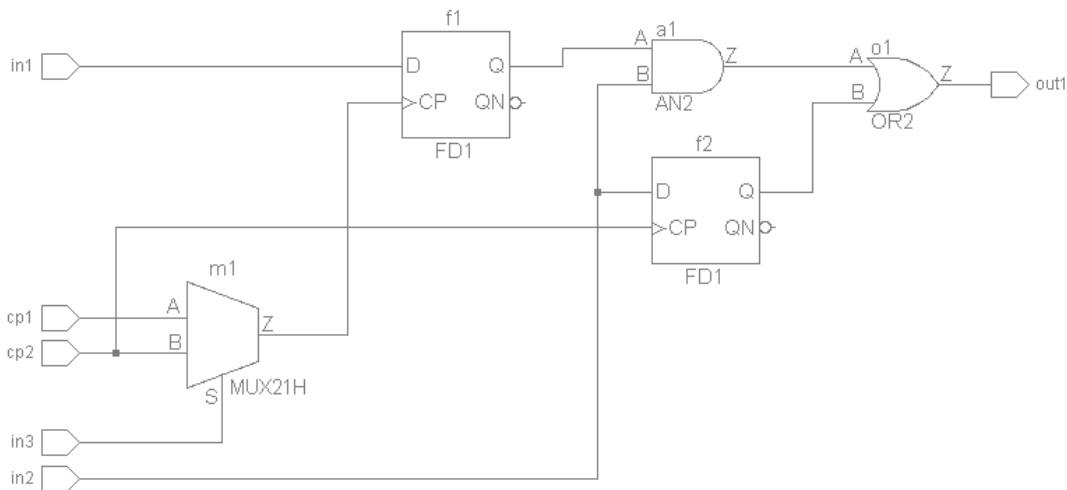 f1
a1
o1
in1
D
Q
A
Z
A
Z
out1
CP
QN
B
AN2
B
OR2
FD1
f2
D
Q
CP
QN
m1
FD1
cp1
A
Z
cp2
B
S
MUX21H
in3
in2